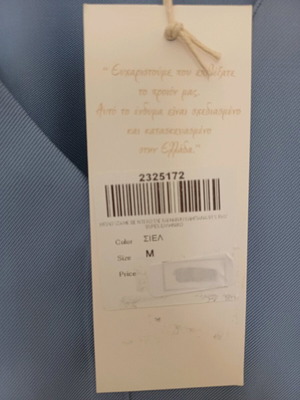 "Ευχαριστούμε που επιλέξατε
το προϊόν μας.
Αυτό το ένδυμα είναι σχεδιασμένο
και κατασκευασμένο
στην Ελλάδα."
2325172
Color ΣΙΕΛ
Size M
Price